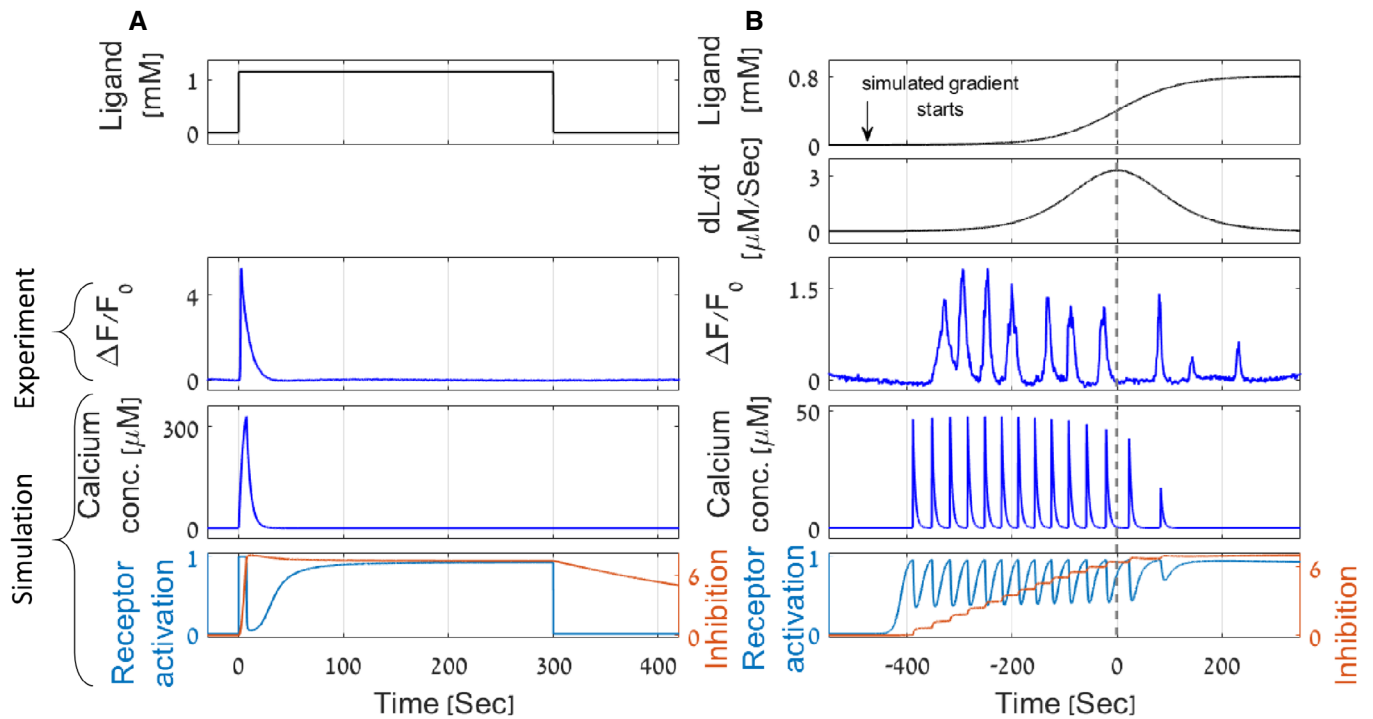 A
B
Ligand
[mM]
1
0
Ligand
[mM]
0.8
0
simulated gradient
starts
dL/dt
[μM/Sec]
3
0
Experiment
ΔF/F0
4
0
ΔF/F0
1.5
0
Simulation
Calcium
conc. [μM]
300
0
Calcium
conc. [μM]
50
0
Receptor
activation
1
0
6
0
Inhibition
Receptor
activation
1
0
6
0
Inhibition
0
100
200
300
400
Time [Sec]
-400
-200
0
200
Time [Sec]